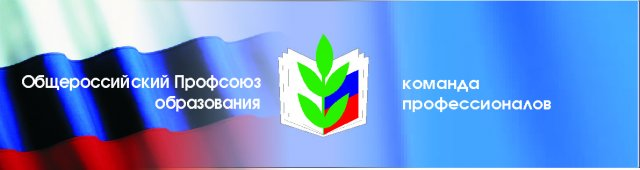 Общероссийский Профсоюз
образования
команда
профессионалов